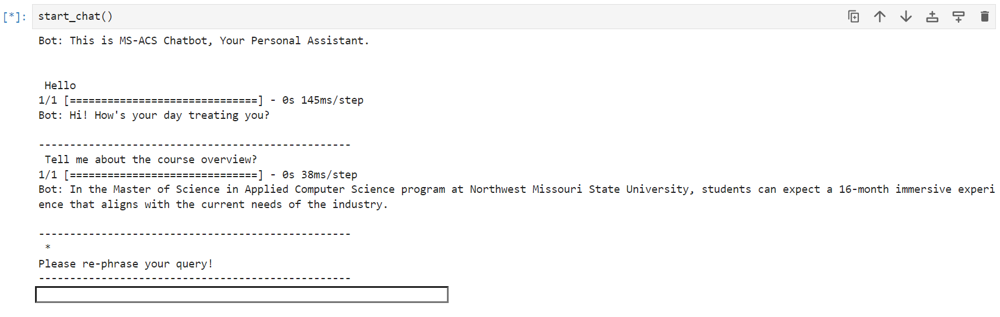 [*]: start_chat()
Bot: This is MS-ACS Chatbot, Your Personal Assistant.
Hello
1/1 [==============================] - 0s 145ms/step
Bot: Hi! How's your day treating you?
--------------------------------------------------
Tell me about the course overview?
1/1 [==============================] - 0s 38ms/step
Bot: In the Master of Science in Applied Computer Science program at Northwest Missouri State University, students can expect a 16-month immersive experi
ence that aligns with the current needs of the industry.
--------------------------------------------------
*
Please re-phrase your query!
--------------------------------------------------